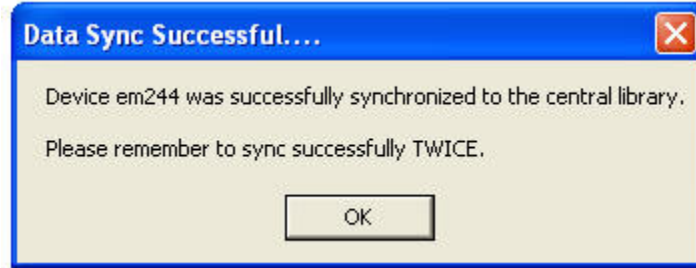 Data Sync Successful....
Device em244 was successfully synchronized to the central library.
Please remember to sync successfully TWICE.
OK